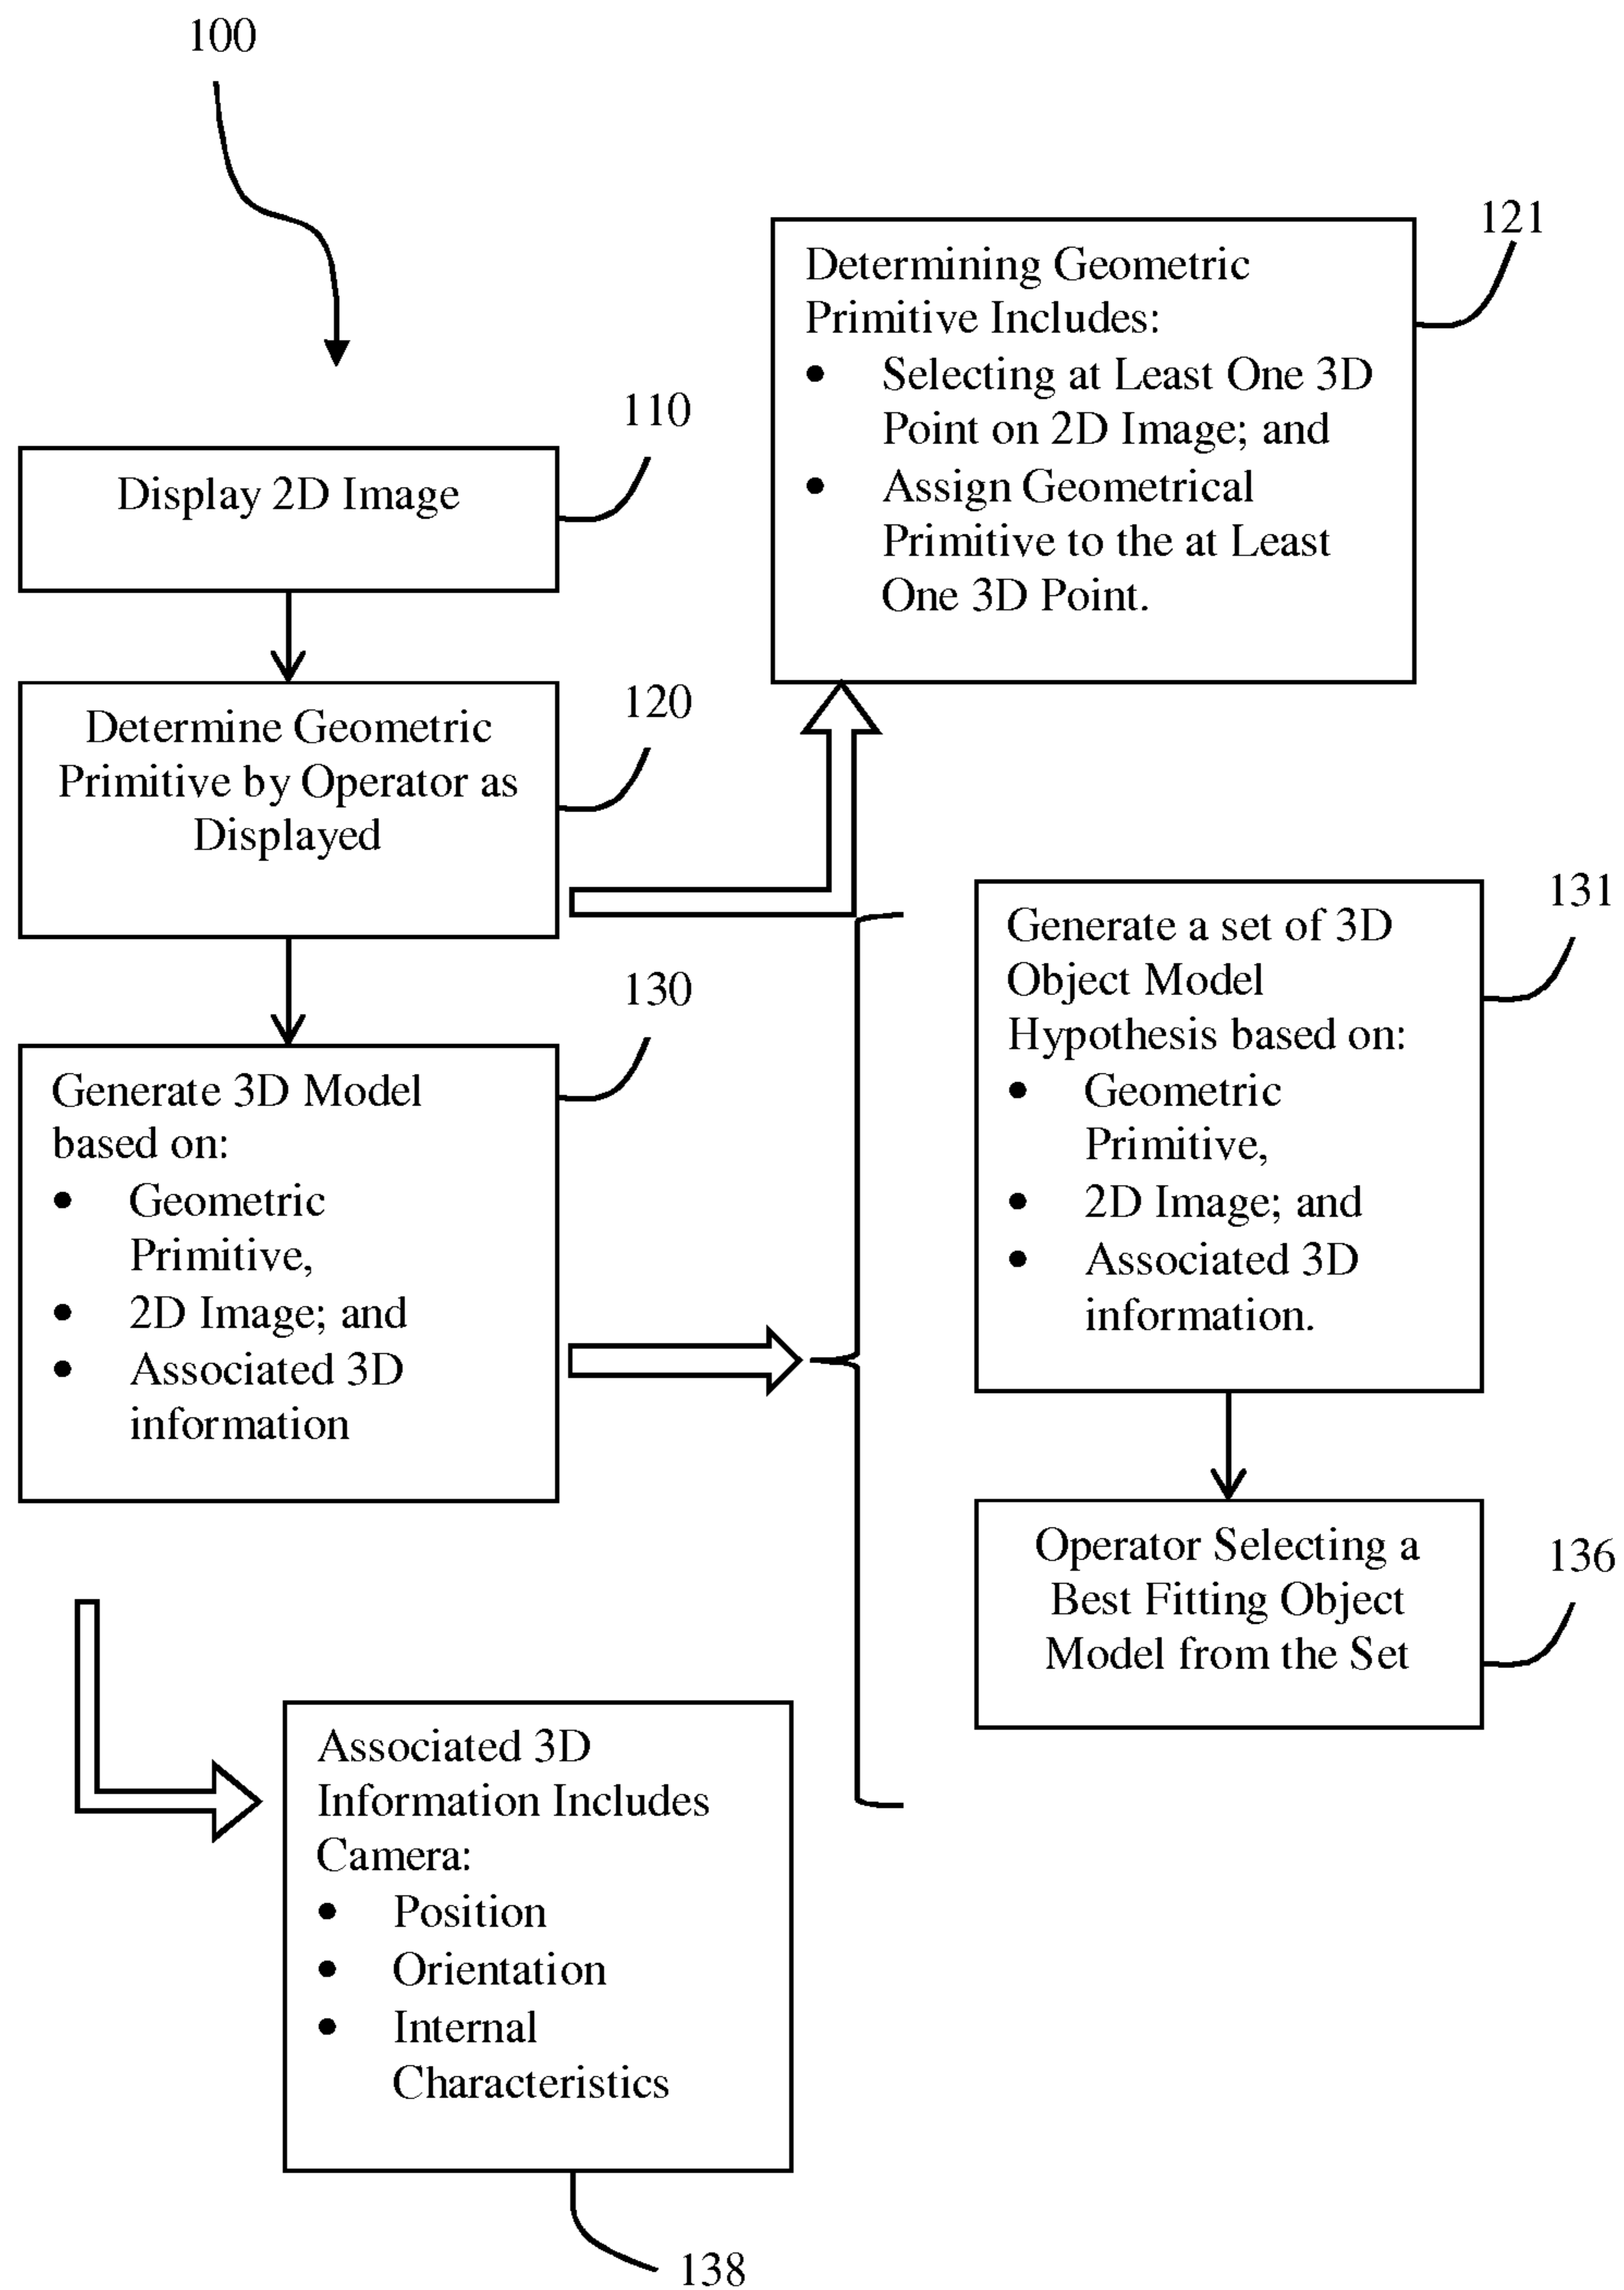 100
110
Display 2D Image
120
Determine Geometric
Primitive by Operator as
Displayed
130
Generate 3D Model
based on:
• Geometric
Primitive,
• 2D Image; and
• Associated 3D
information
121
Determining Geometric
Primitive Includes:
• Selecting at Least One 3D
Point on 2D Image; and
• Assign Geometrical
Primitive to the at Least
One 3D Point.
131
Generate a set of 3D
Object Model
Hypothesis based on:
• Geometric
Primitive,
• 2D Image; and
• Associated 3D
information.
136
Operator Selecting a
Best Fitting Object
Model from the Set
Associated 3D
Information Includes
Camera:
• Position
• Orientation
• Internal
Characteristics
138